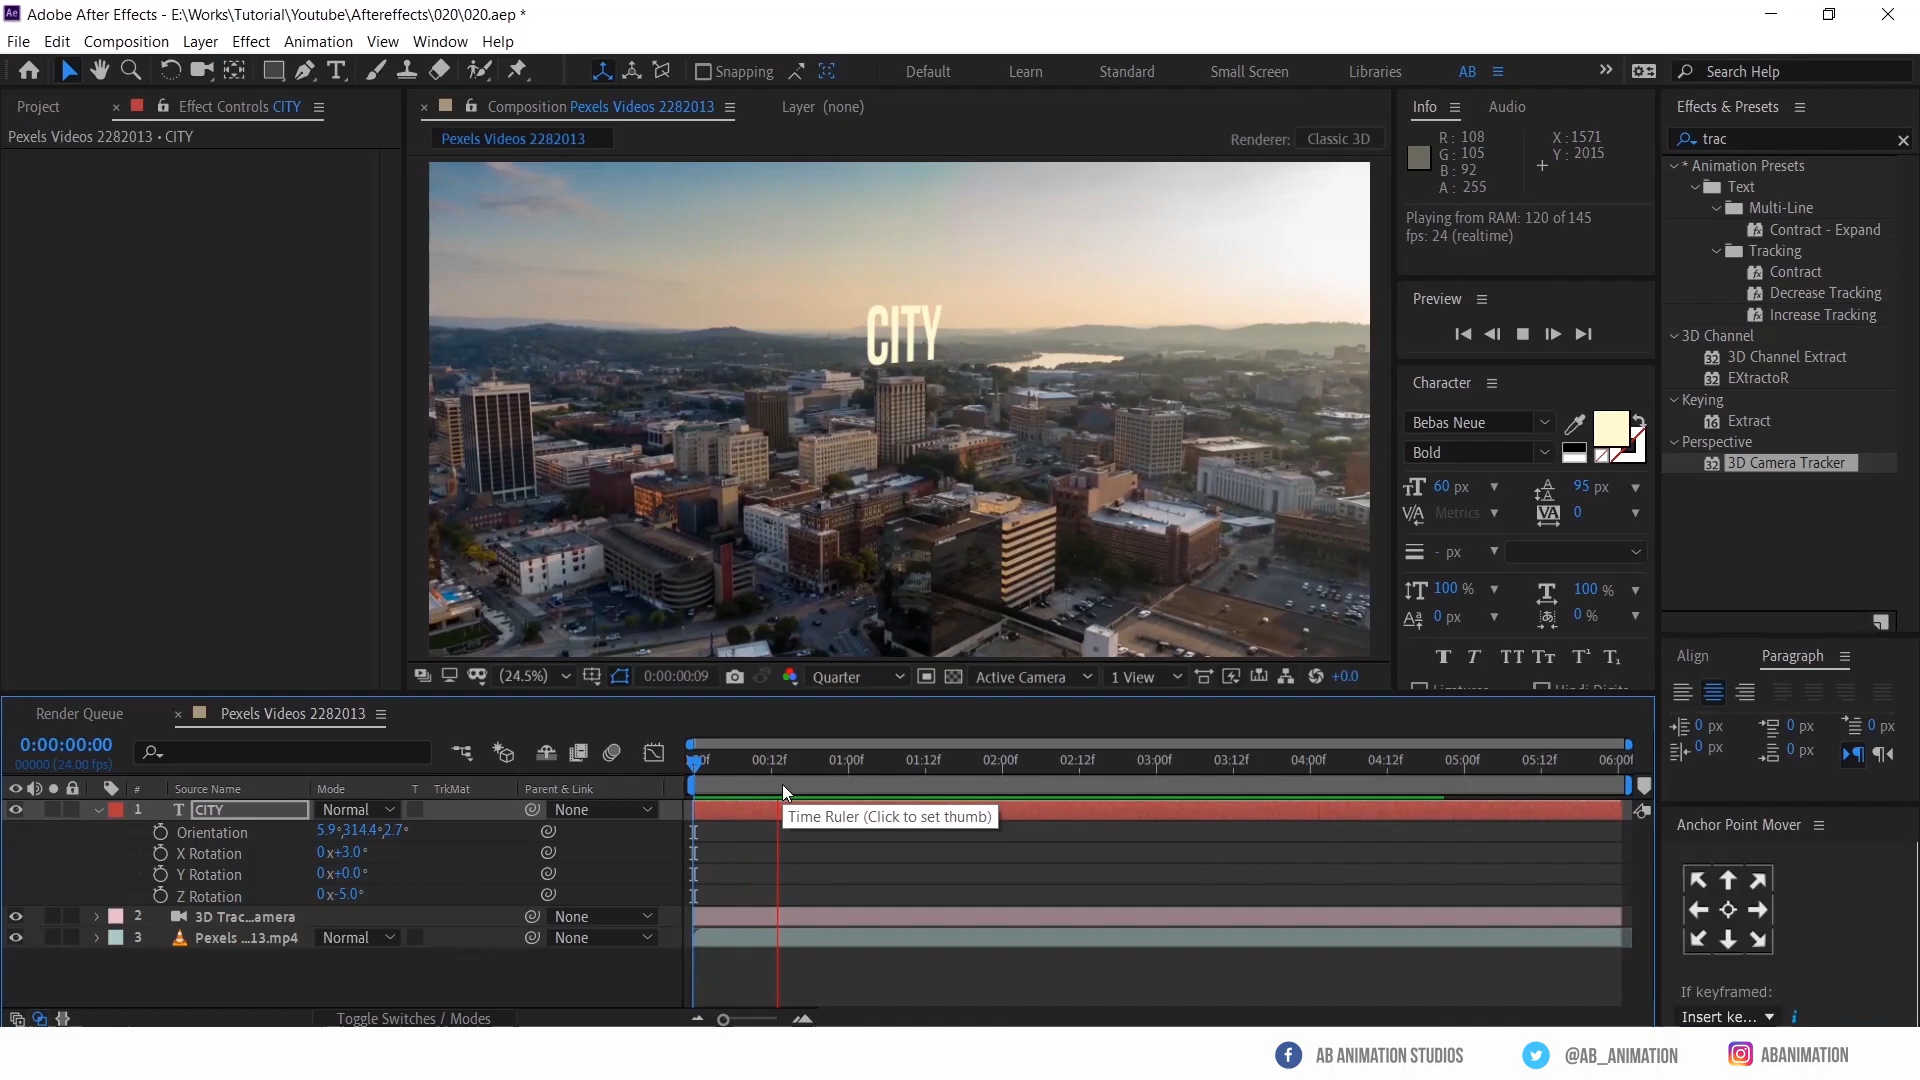 Ae Adobe After Effects - E:\Works\Tutorial\Youtube\Aftereffects\020\020.aep *
File Edit Composition Layer Effect Animation View Window Help
Snapping Default Learn Standard Small Screen Libraries AB Search Help
Project Effect Controls CITY
Pexels Videos 2282013 • CITY
Composition Pexels Videos 2282013 Layer (none)
Pexels Videos 2282013 Renderer: Classic 3D
CITY
(24.5%) 0:00:00:09 Quarter Active Camera 1 View +0.0
Info Audio
R: 108 X: 1571
G: 105 Y: 2015
B: 92
A: 255
Playing from RAM: 120 of 145
fps: 24 (realtime)
Preview
Character
Bebas Neue
Bold
60 px 95 px
Metrics 0
- px
100 % 100 %
0 px 0 %
T T TT Tt T¹ T₁
Ligatures Hindi Digits
Effects & Presets
trac
* Animation Presets
Text
Multi-Line
Contract - Expand
Tracking
Contract
Decrease Tracking
Increase Tracking
3D Channel
32 3D Channel Extract
32 EXtractoR
Keying
16 Extract
Perspective
32 3D Camera Tracker
Align Paragraph
0 px 0 px 0 px
0 px 0 px
Anchor Point Mover
If keyframed:
Insert ke...
Render Queue Pexels Videos 2282013
0:00:00:00
00000 (24.00 fps)
00:12f 01:00f 01:12f 02:00f 02:12f 03:00f 03:12f 04:00f 04:12f 05:00f 05:12f 06:00f
# Source Name Mode T TrkMat Parent & Link
1 T CITY Normal None
Time Ruler (Click to set thumb)
Orientation 5.9°,314.4°,2.7°
X Rotation 0x+3.0°
Y Rotation 0x+0.0°
Z Rotation 0x-5.0°
2 3D Trac...amera None
3 Pexels ...13.mp4 Normal None
Toggle Switches / Modes
AB ANIMATION STUDIOS @AB_ANIMATION ABANIMATION